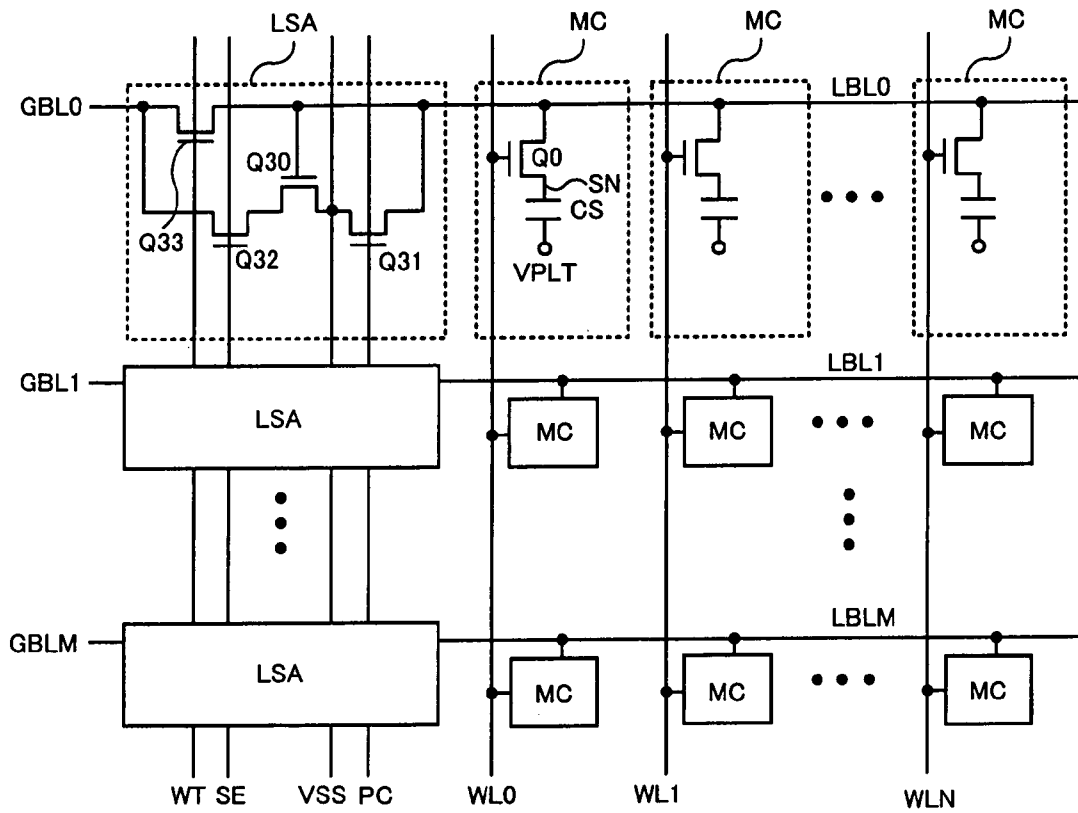 LSA
MC
MC
MC
GBL0
LBL0
Q30
Q0
SN
CS
Q33
Q32
Q31
VPLT
GBL1
LBL1
LSA
MC
MC
MC
GBLM
LBLM
LSA
MC
MC
MC
WT SE VSS PC WL0 WL1 WLN